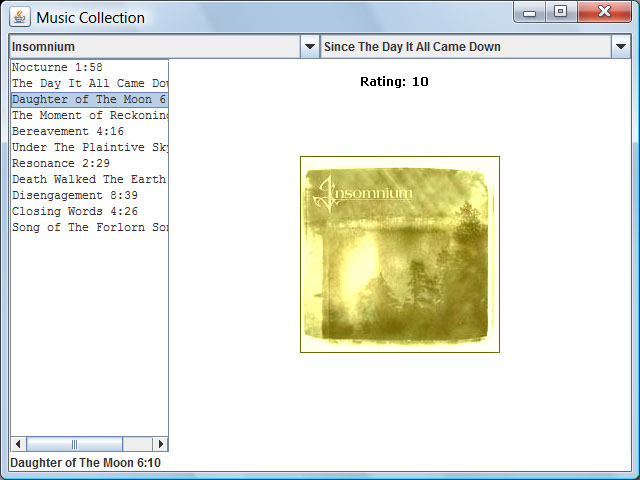 Music Collection
Insomnium
Since The Day It All Came Down
Nocturne 1:58
The Day It All Came Dow
Daughter of The Moon 6
The Moment of Reckoning
Bereavement 4:16
Under The Plaintive Sky
Resonance 2:29
Death Walked The Earth
Disengagement 8:39
Closing Words 4:26
Song of The Forlorn Son
Rating: 10
Insomnium
Daughter of The Moon 6:10